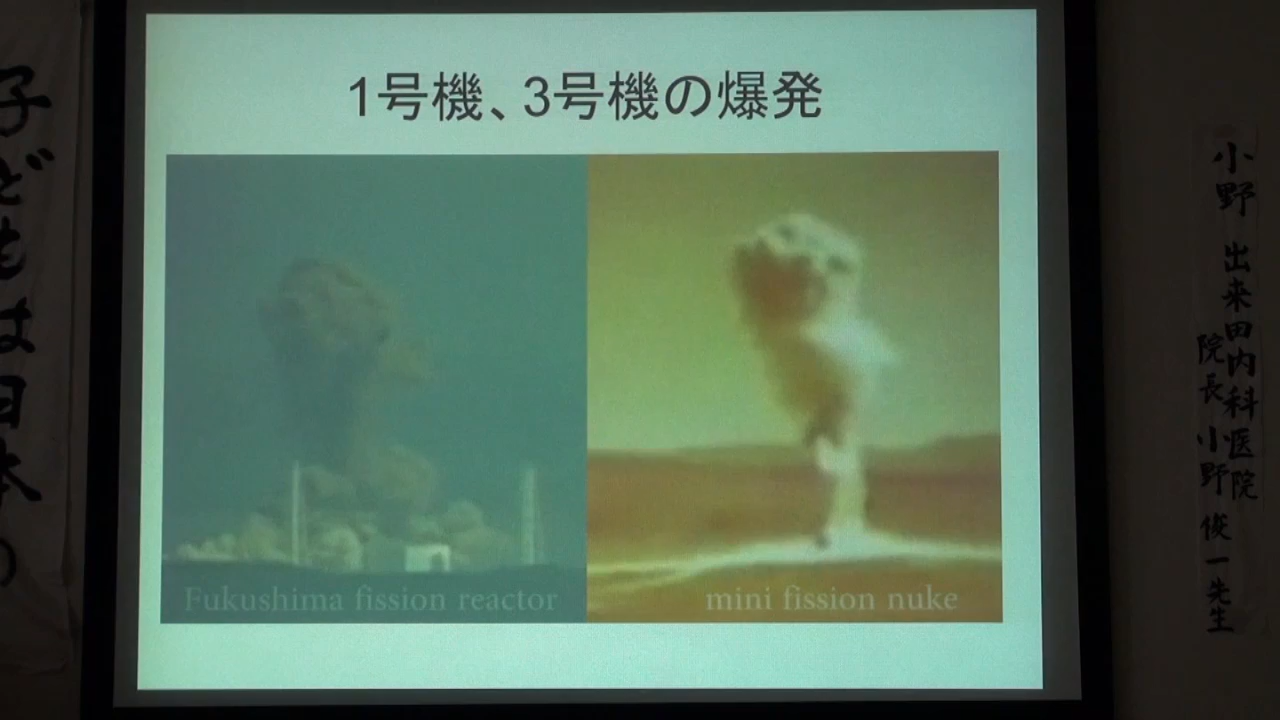 1号機、3号機の爆発
Fukushima fission reactor
mini fission nuke
子どもは日本の
小野出来田内科医院
院長 小野 俊一先生